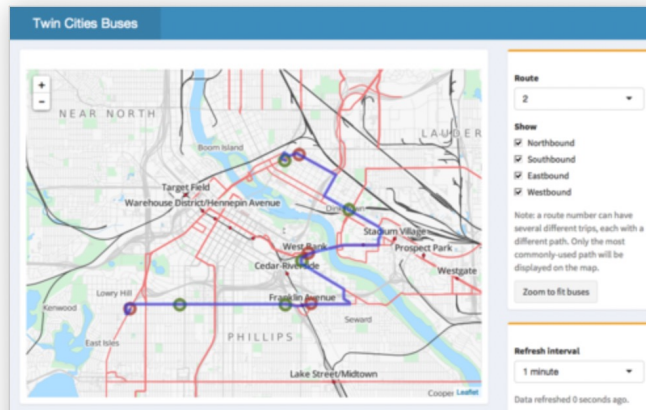 Twin Cities Buses
+
−
NEAR NORTH
LAUDER
Boom Island
Target Field
Warehouse District/Hennepin Avenue
Stadium Village
West Bank
Prospect Park
Cedar-Riverside
Westgate
Lowry Hill
Franklin Avenue
Kenwood
Seward
East Isles
PHILLIPS
Lake Street/Midtown
Cooper
Leaflet
Route
2
Show
Northbound
Southbound
Eastbound
Westbound
Note: a route number can have
several different trips, each with a
different path. Only the most
commonly-used path will be
displayed on the map.
Zoom to fit buses
Refresh interval
1 minute
Data refreshed 0 seconds ago.